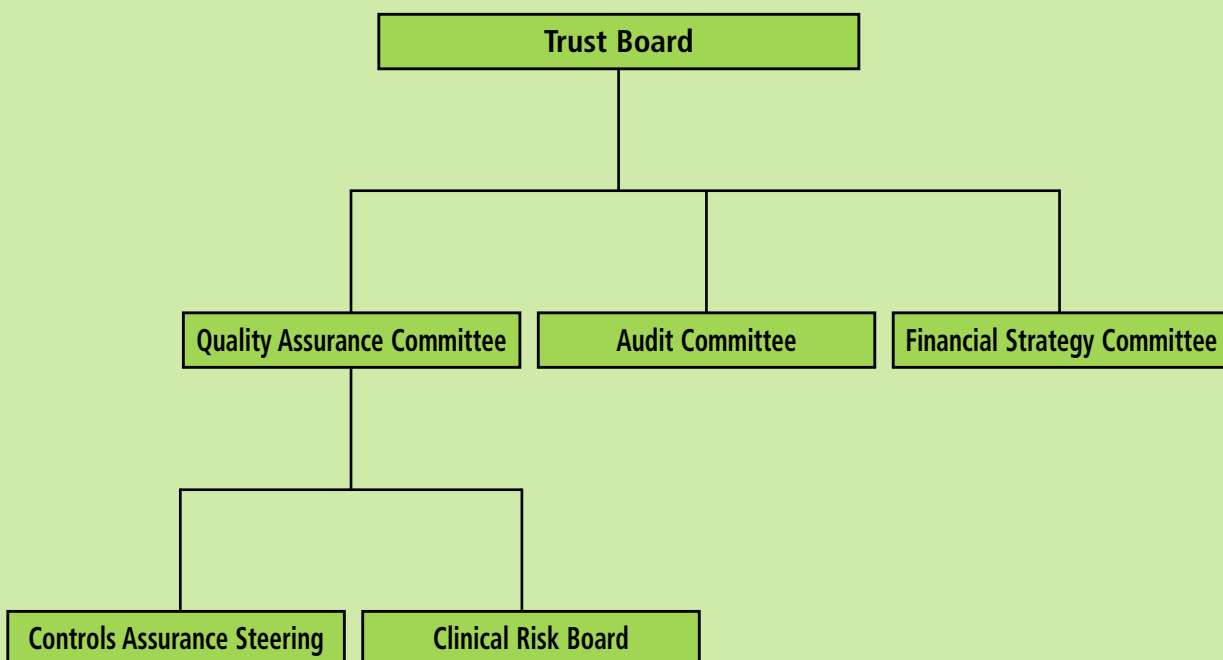 Trust Board
Quality Assurance Committee
Audit Committee
Financial Strategy Committee
Controls Assurance Steering
Clinical Risk Board